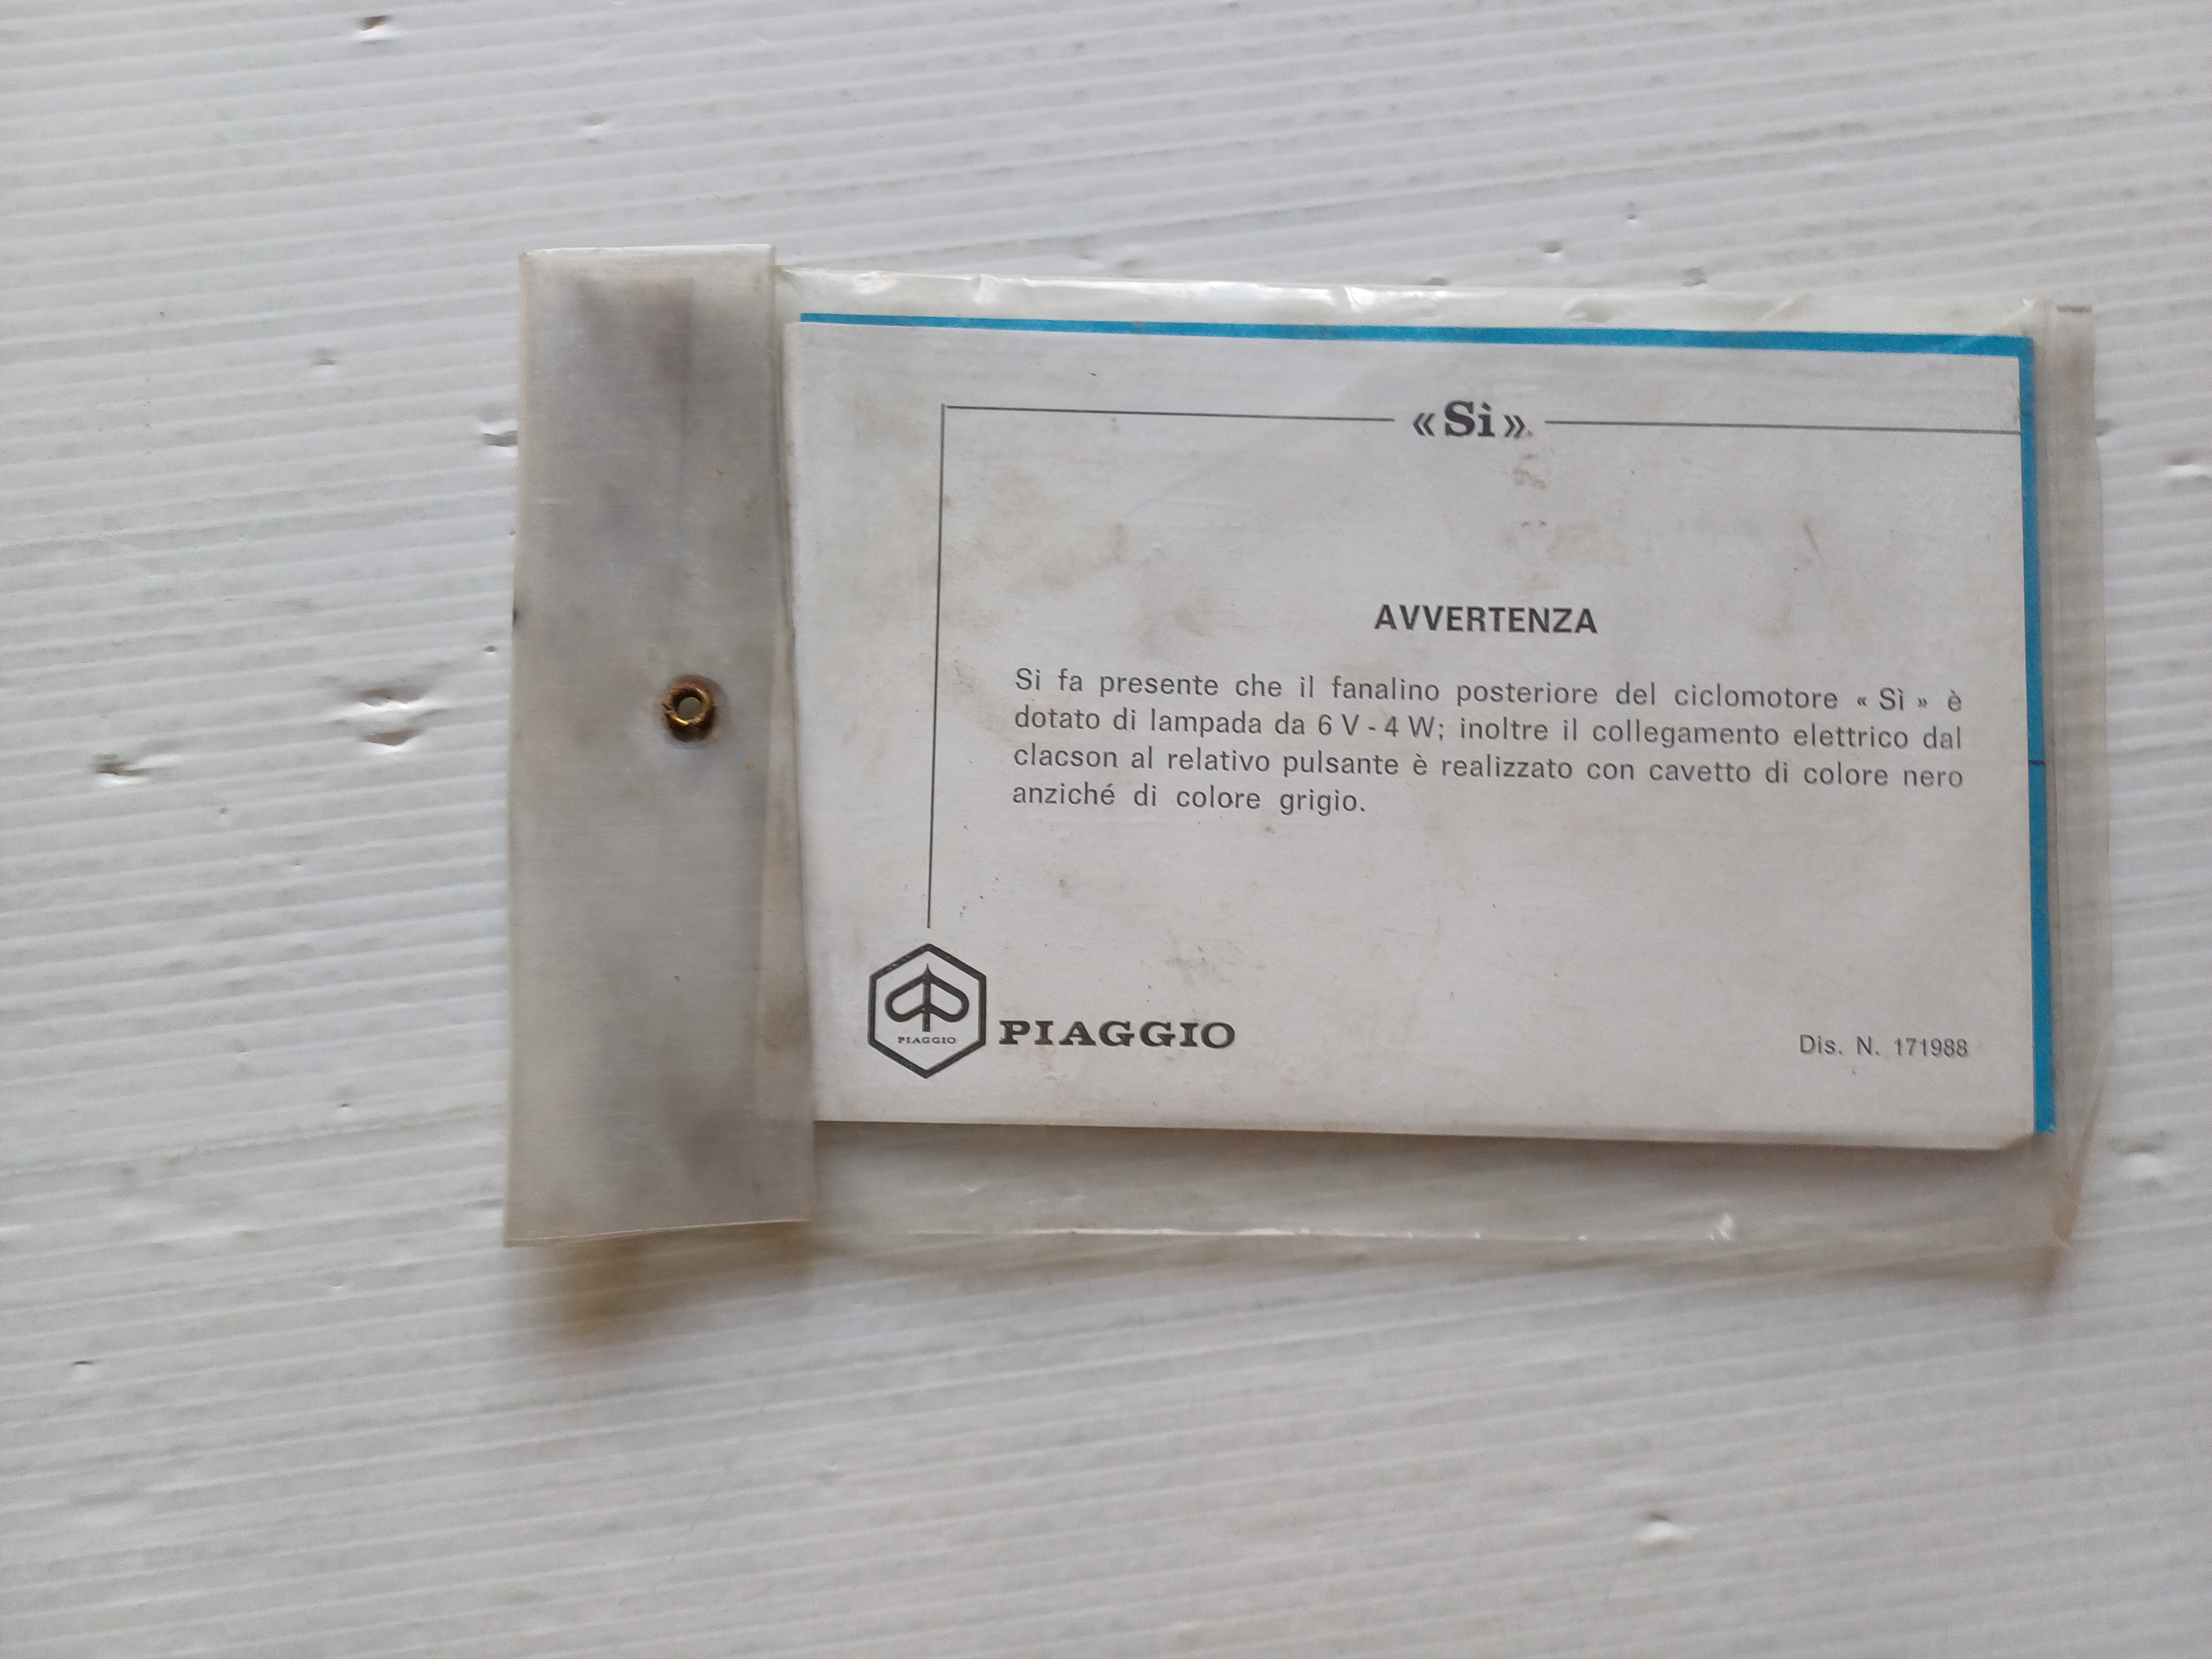 «Sì»
AVVERTENZA
Si fa presente che il fanalino posteriore del ciclomotore « Sì » è
dotato di lampada da 6 V - 4 W; inoltre il collegamento elettrico dal
clacson al relativo pulsante è realizzato con cavetto di colore nero
anziché di colore grigio.
PIAGGIO
PIAGGIO
Dis. N. 171988